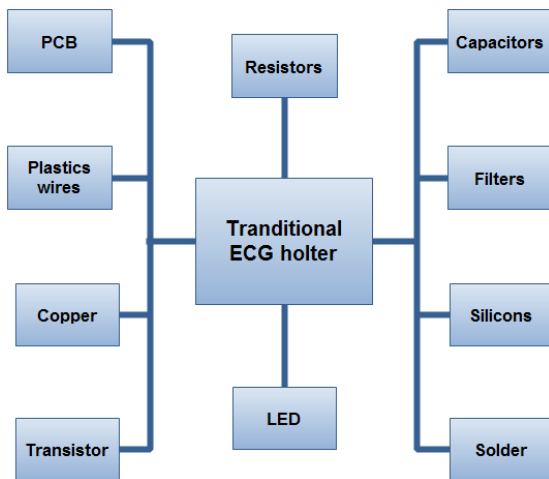 PCB
Resistors
Capacitors
Plastics
wires
Filters
Tranditional
ECG holter
Copper
Silicons
LED
Transistor
Solder